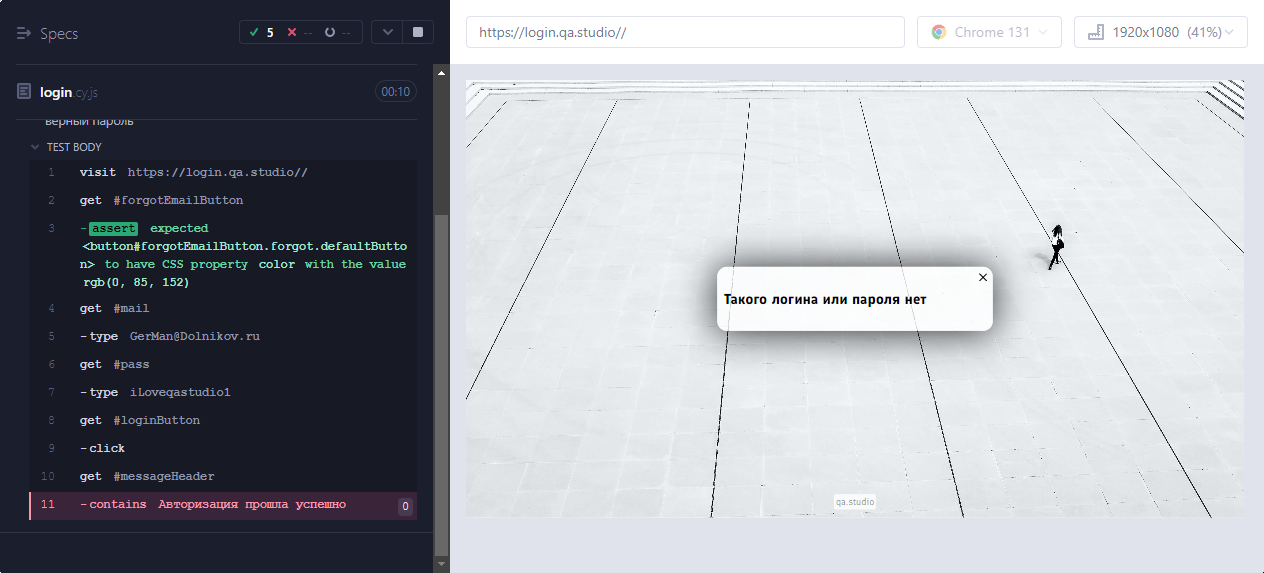 Specs
5 -- --
login.cy.js 00:10
верный пароль
TEST BODY
1 visit https://login.qa.studio//
2 get #forgotEmailButton
3 -assert expected
<button#forgotEmailButton.forgot.defaultButto
n> to have CSS property color with the value
rgb(0, 85, 152)
4 get #mail
5 -type GerMan@Dolnikov.ru
6 get #pass
7 -type iLoveqastudio1
8 get #loginButton
9 -click
10 get #messageHeader
11 -contains Авторизация прошла успешно 0
https://login.qa.studio//
Chrome 131
1920x1080 (41%)
Такого логина или пароля нет
qa.studio